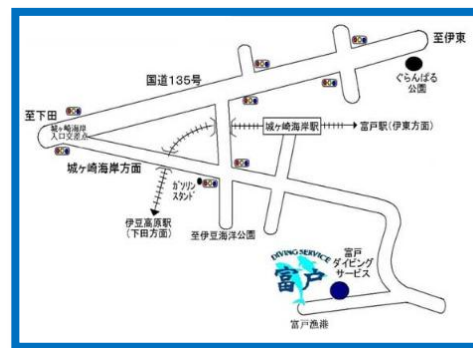 至伊東
ぐらんぱる
公園
国道135号
至下田
城ヶ崎海岸
入口交差点
城ヶ崎海岸駅
富戸駅(伊東方面)
城ヶ崎海岸方面
ガソリン
スタンド
伊豆高原駅
(下田方面)
至伊豆海洋公園
DIVING SERVICE
富戸
富戸
ダイビング
サービス
富戸漁港